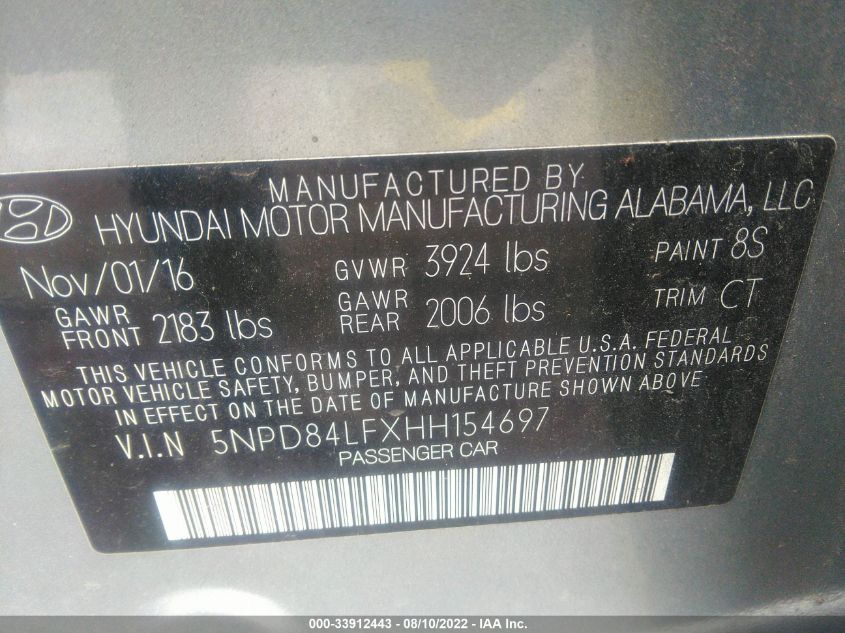 MANUFACTURED BY
HYUNDAI MOTOR MANUFACTURING ALABAMA, LLC
Nov/01/16 GVWR 3924 lbs PAINT 8S
GAWR FRONT 2183 lbs GAWR REAR 2006 lbs TRIM CT
THIS VEHICLE CONFORMS TO ALL APPLICABLE U.S.A. FEDERAL
MOTOR VEHICLE SAFETY, BUMPER, AND THEFT PREVENTION STANDARDS
IN EFFECT ON THE DATE OF MANUFACTURE SHOWN ABOVE
V.I.N 5NPD84LFXHH154697
PASSENGER CAR
000-33912443 - 08/10/2022 - IAA Inc.